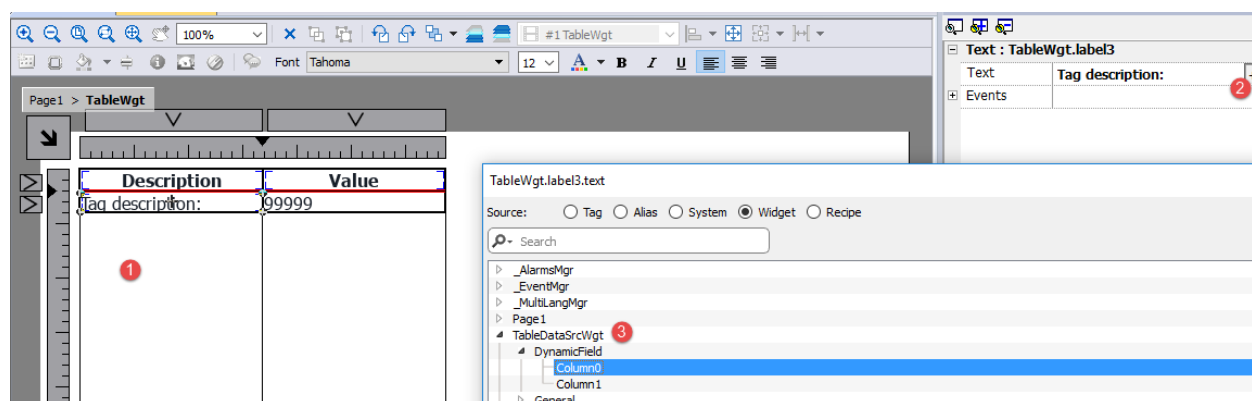 100%
#1 TableWgt
Font Tahoma
12
A B I U
Page1 > TableWgt
Description Value
Tag description: 99999
1
Text : TableWgt.label3
Text Tag description:
2
Events
TableWgt.label3.text
Source: Tag Alias System Widget Recipe
Search
_AlarmsMgr
_EventMgr
_MultiLangMgr
Page1
TableDataSrcWgt 3
DynamicField
Column0
Column1
General